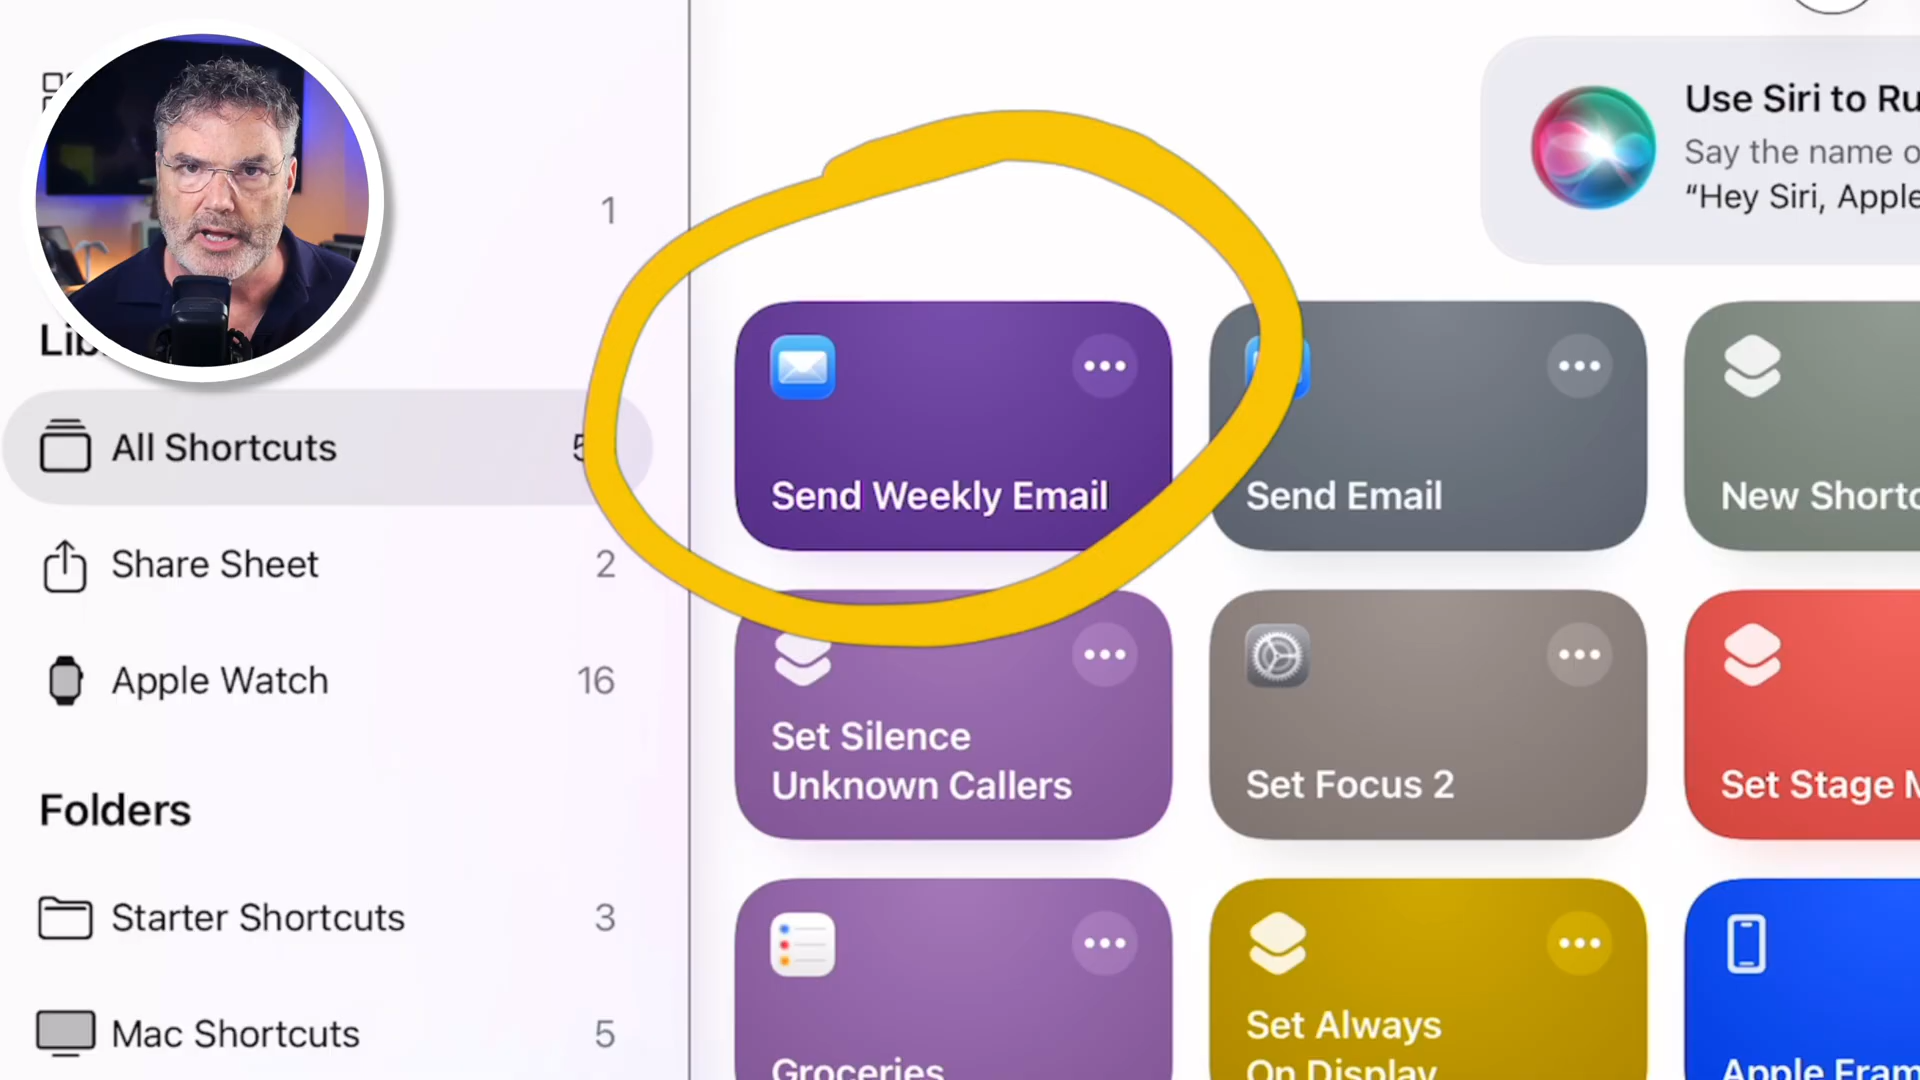 Use Siri to Ru
Say the name o
“Hey Siri, Apple
1
Lib
All Shortcuts 5
Share Sheet 2
Apple Watch 16
Folders
Starter Shortcuts 3
Mac Shortcuts 5
Send Weekly Email
Send Email
New Shortc
Set Silence
Unknown Callers
Set Focus 2
Set Stage M
Groceries
Set Always
On Display
Apple Fram